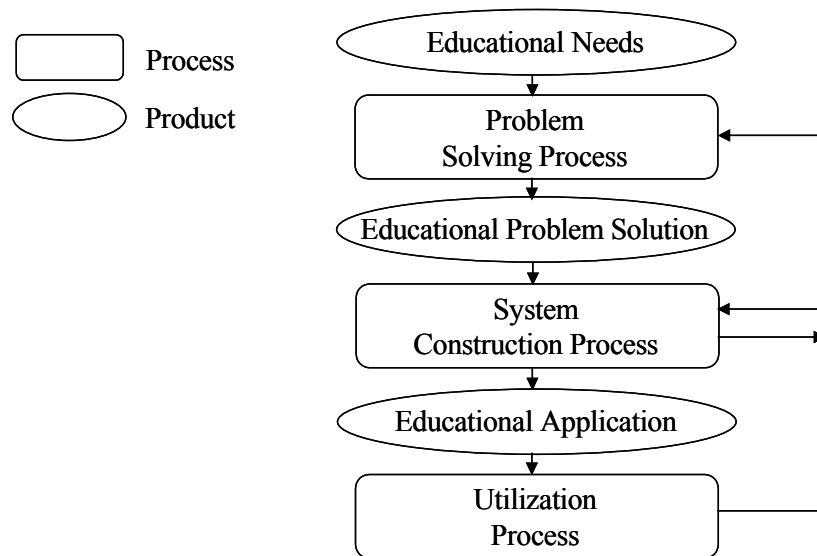 Process
Product
Educational Needs
Problem
Solving Process
Educational Problem Solution
System
Construction Process
Educational Application
Utilization
Process